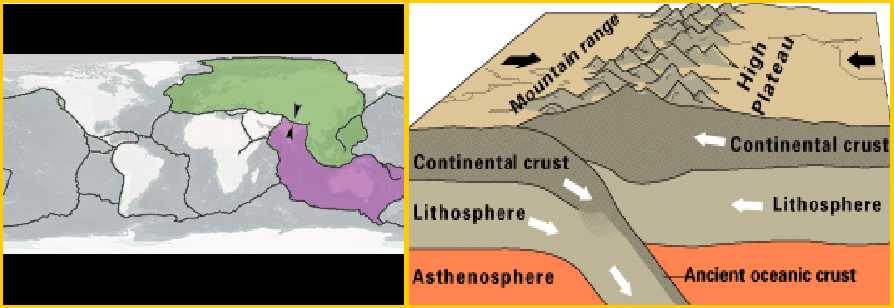 Mountain range
High
Plateau
Continental crust
Continental crust
Lithosphere
Lithosphere
Asthenosphere
Ancient oceanic crust